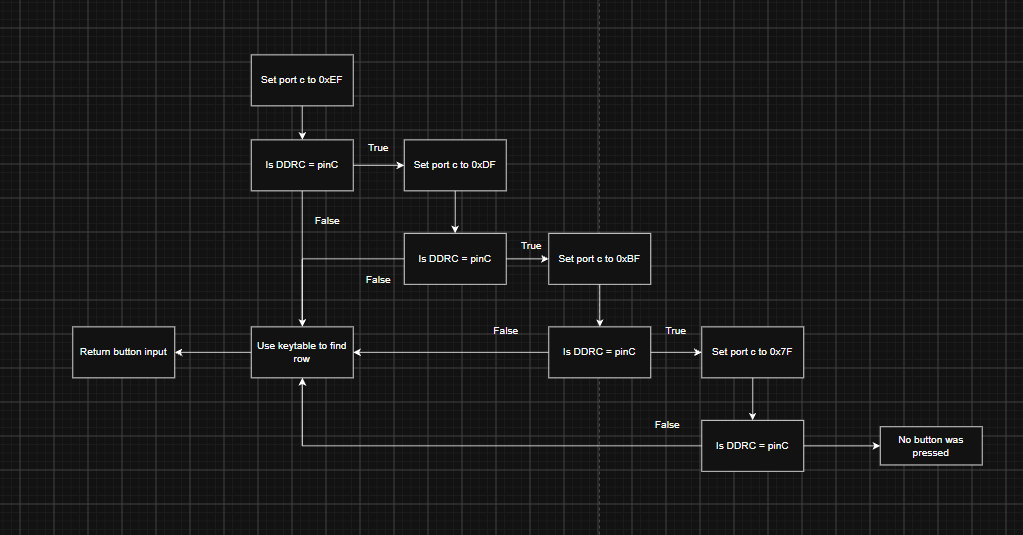 Set port c to 0xEF
Is DDRC = pinC
True
Set port c to 0xDF
False
Is DDRC = pinC
True
Set port c to 0xBF
False
Return button input
Use keytable to find
row
False
Is DDRC = pinC
True
Set port c to 0x7F
False
Is DDRC = pinC
No button was
pressed